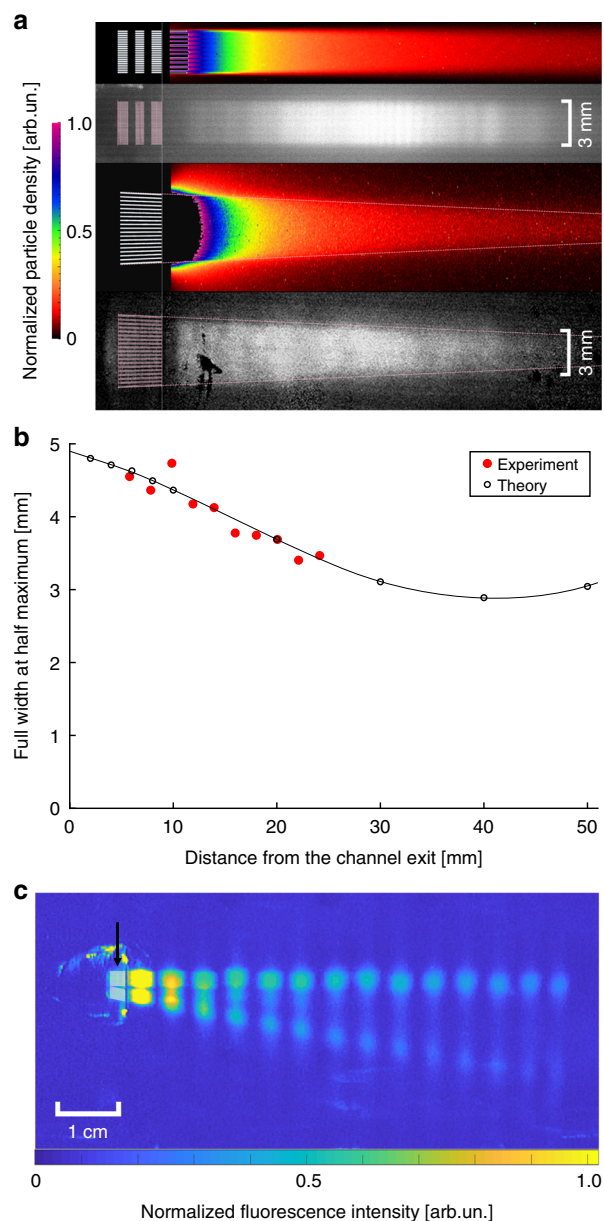 a
Normalized particle density [arb.un.]
1.0
0.5
0
3 mm
3 mm
b
Full width at half maximum [mm]
5
4
3
2
1
0
Experiment
Theory
0 10 20 30 40 50
Distance from the channel exit [mm]
c
1 cm
0 0.5 1.0
Normalized fluorescence intensity [arb.un.]